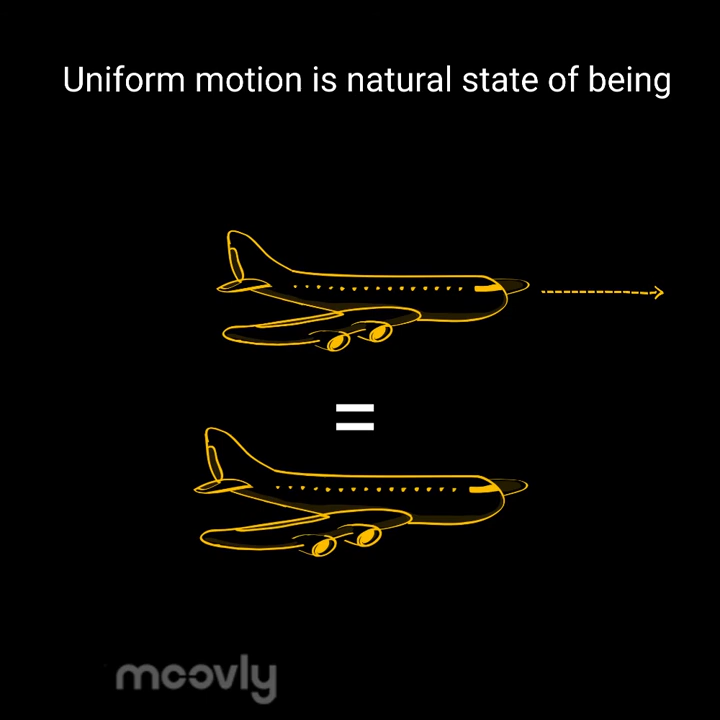 Uniform motion is natural state of being
=
moovly